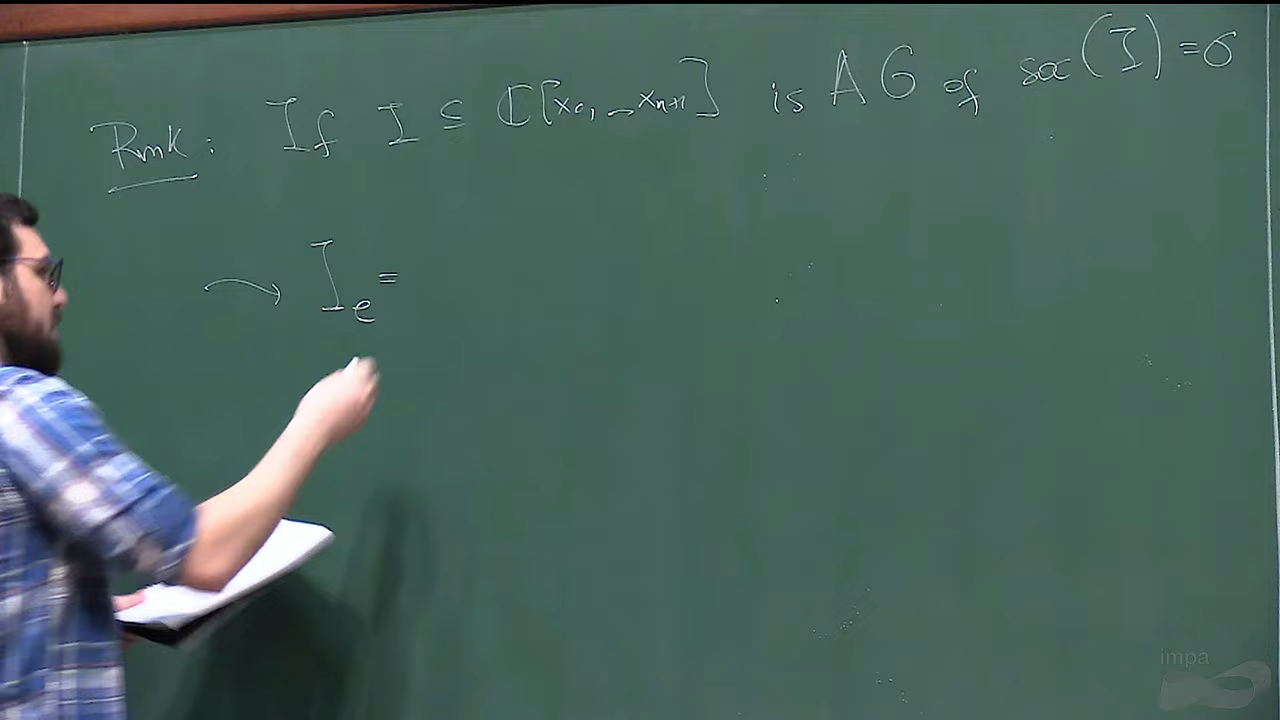 Rmk: If I ⊆ ℂ[x₀, ..., xₙ₊₁] is AG of soc(I) = σ
⤳ I_e =
impa